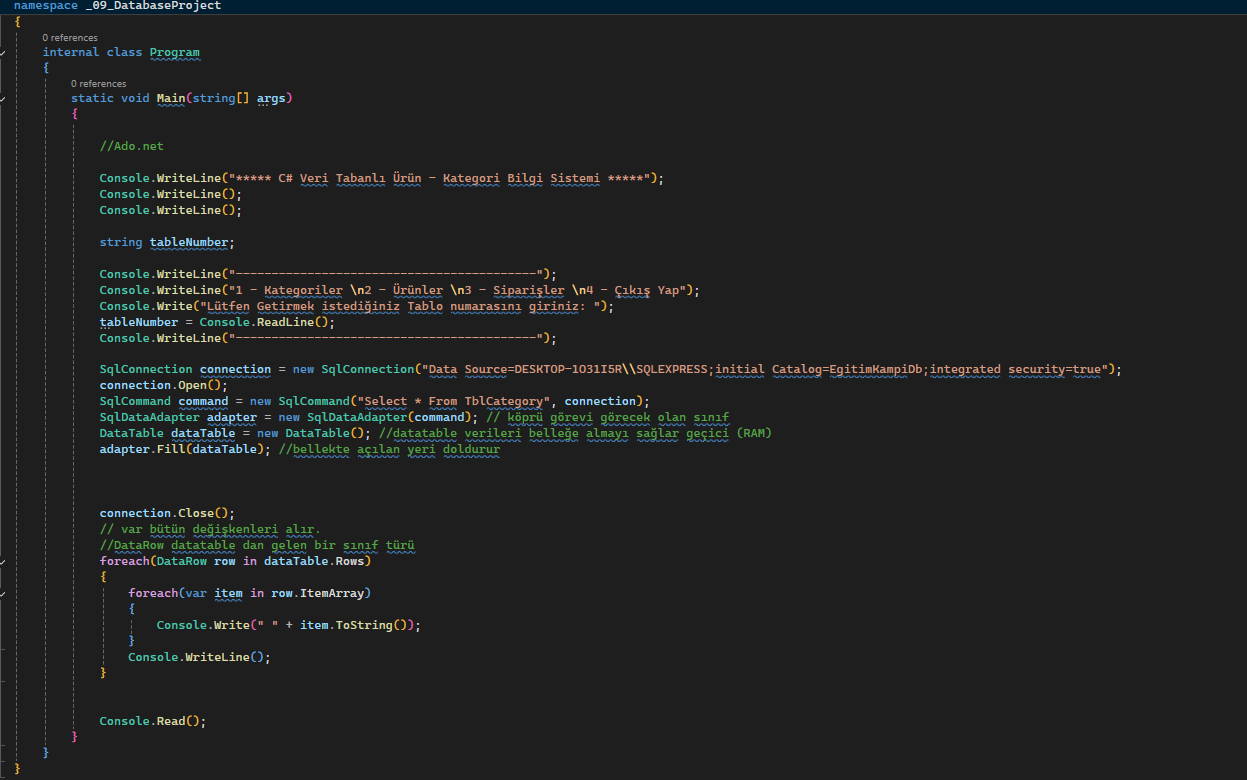 namespace _09_DatabaseProject
{
0 references
internal class Program
{
0 references
static void Main(string[] args)
{
//Ado.net
Console.WriteLine("***** C# Veri Tabanlı Ürün - Kategori Bilgi Sistemi *****");
Console.WriteLine();
Console.WriteLine();
string tableNumber;
Console.WriteLine("------------------------------------------");
Console.WriteLine("1 - Kategoriler \n2 - Ürünler \n3 - Siparişler \n4 - Çıkış Yap");
Console.Write("Lütfen Getirmek istediğiniz Tablo numarasını giriniz: ");
tableNumber = Console.ReadLine();
Console.WriteLine("------------------------------------------");
SqlConnection connection = new SqlConnection("Data Source=DESKTOP-1O31I5R\\SQLEXPRESS;initial Catalog=EgitimKampiDb;integrated security=true");
connection.Open();
SqlCommand command = new SqlCommand("Select * From TblCategory", connection);
SqlDataAdapter adapter = new SqlDataAdapter(command); // köprü görevi görecek olan sınıf
DataTable dataTable = new DataTable(); //datatable verileri belleğe almayı sağlar geçici (RAM)
adapter.Fill(dataTable); //bellekte açılan yeri doldurur
connection.Close();
// var bütün değişkenleri alır.
//DataRow datatable dan gelen bir sınıf türü
foreach(DataRow row in dataTable.Rows)
{
foreach(var item in row.ItemArray)
{
Console.Write(" " + item.ToString());
}
Console.WriteLine();
}
Console.Read();
}
}
}